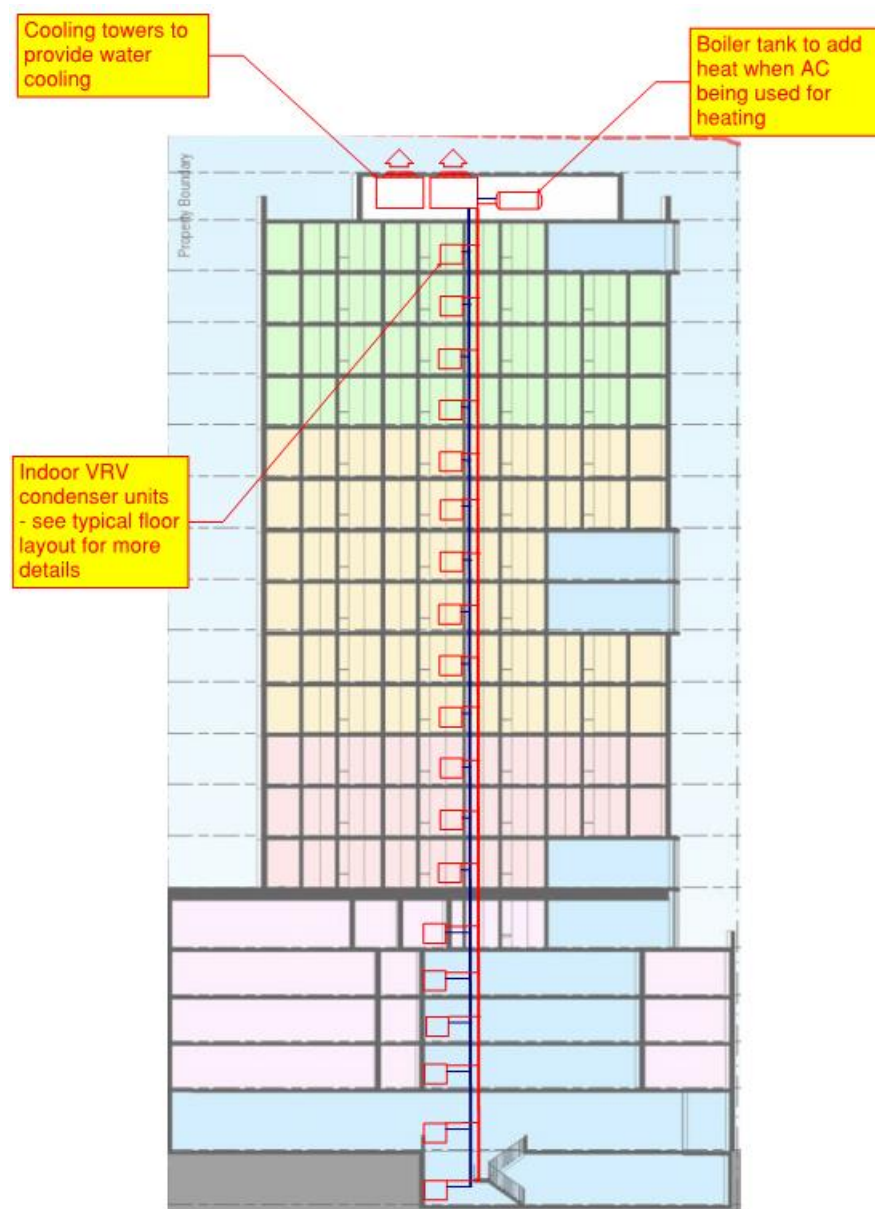 Cooling towers to
provide water
cooling
Boiler tank to add
heat when AC
being used for
heating
Property Boundary
Indoor VRV
condenser units
- see typical floor
layout for more
details